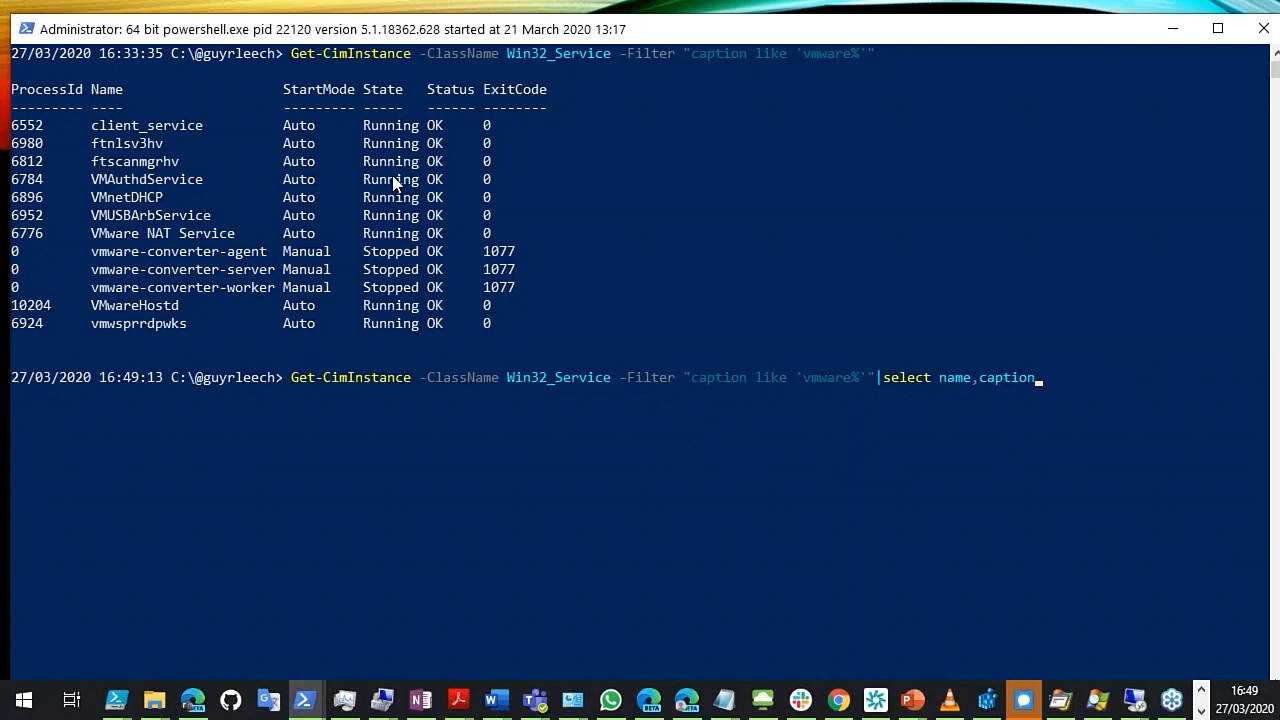 Administrator: 64 bit powershell.exe pid 22120 version 5.1.18362.628 started at 21 March 2020 13:17
27/03/2020 16:33:35 C:\@guyrleech> Get-CimInstance -ClassName Win32_Service -Filter "caption like 'vmware%'"
ProcessId Name StartMode State Status ExitCode
--------- ---- --------- ----- ------ --------
6552 client_service Auto Running OK 0
6980 ftnlsv3hv Auto Running OK 0
6812 ftscanmgrhv Auto Running OK 0
6784 VMAuthdService Auto Running OK 0
6896 VMnetDHCP Auto Running OK 0
6952 VMUSBArbService Auto Running OK 0
6776 VMware NAT Service Auto Running OK 0
0 vmware-converter-agent Manual Stopped OK 1077
0 vmware-converter-server Manual Stopped OK 1077
0 vmware-converter-worker Manual Stopped OK 1077
10204 VMwareHostd Auto Running OK 0
6924 vmwsprrdpwks Auto Running OK 0
27/03/2020 16:49:13 C:\@guyrleech> Get-CimInstance -ClassName Win32_Service -Filter "caption like 'vmware%'"|select name,caption
BETA
BETA
BETA
16:49
27/03/2020